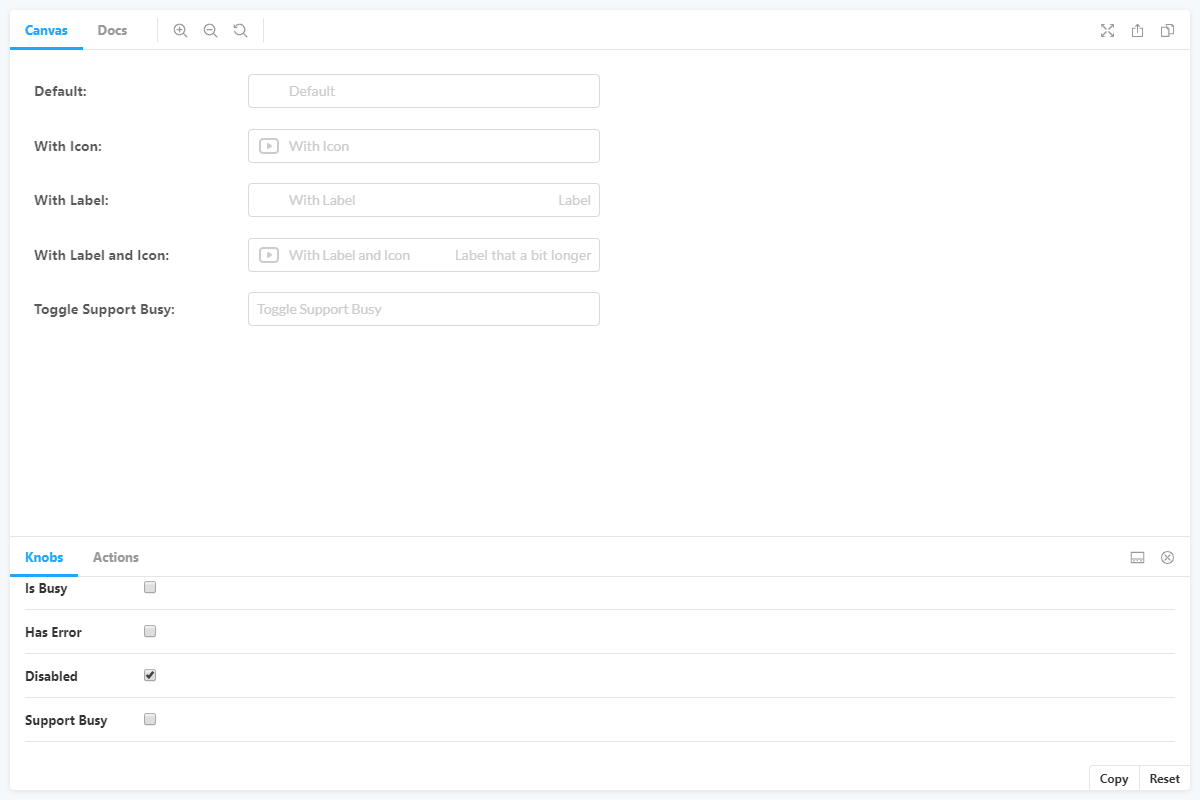 Canvas Docs
Default: Default
With Icon: With Icon
With Label: With Label Label
With Label and Icon: With Label and Icon Label that a bit longer
Toggle Support Busy: Toggle Support Busy
Knobs Actions
Is Busy
Has Error
Disabled
Support Busy
Copy Reset